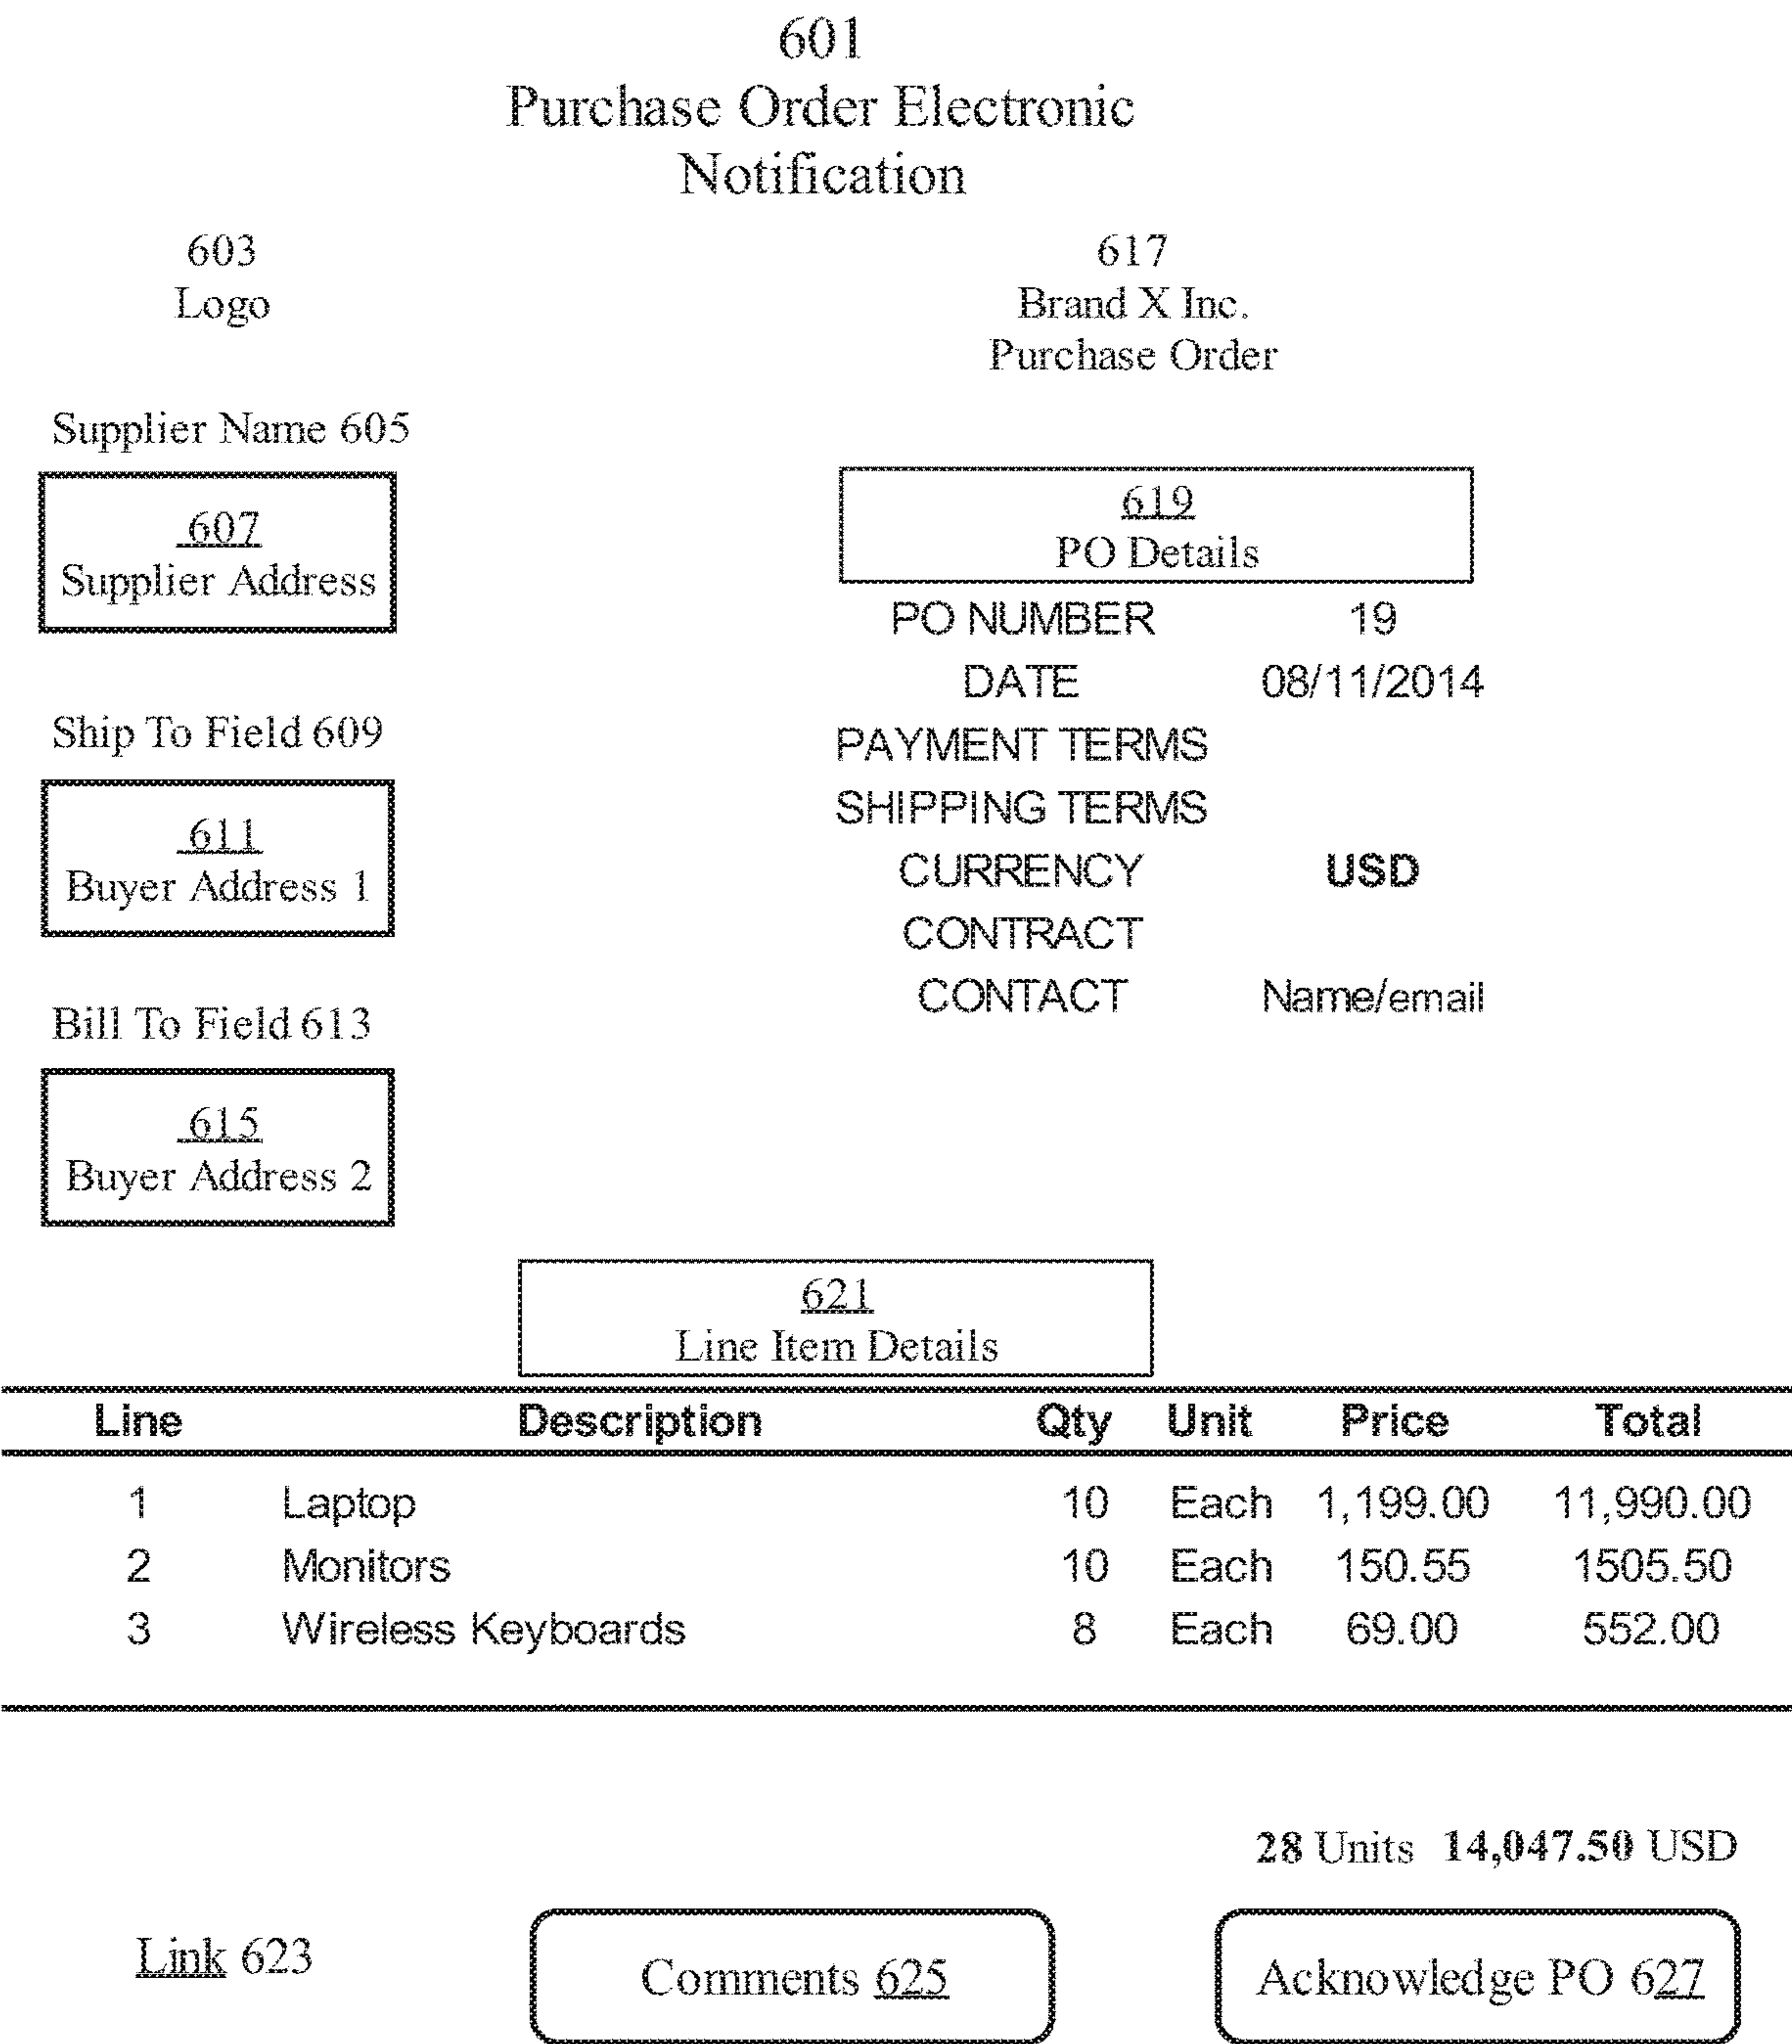 601
Purchase Order Electronic
Notification
603
Logo
617
Brand X Inc.
Purchase Order
Supplier Name 605
607
Supplier Address
Ship To Field 609
611
Buyer Address 1
Bill To Field 613
615
Buyer Address 2
619
PO Details
PO NUMBER 19
DATE 08/11/2014
PAYMENT TERMS
SHIPPING TERMS
CURRENCY USD
CONTRACT
CONTACT Name/email
621
Line Item Details
Line Description Qty Unit Price Total
1 Laptop 10 Each 1,199.00 11,990.00
2 Monitors 10 Each 150.55 1505.50
3 Wireless Keyboards 8 Each 69.00 552.00
28 Units 14,047.50 USD
Link 623
Comments 625
Acknowledge PO 627